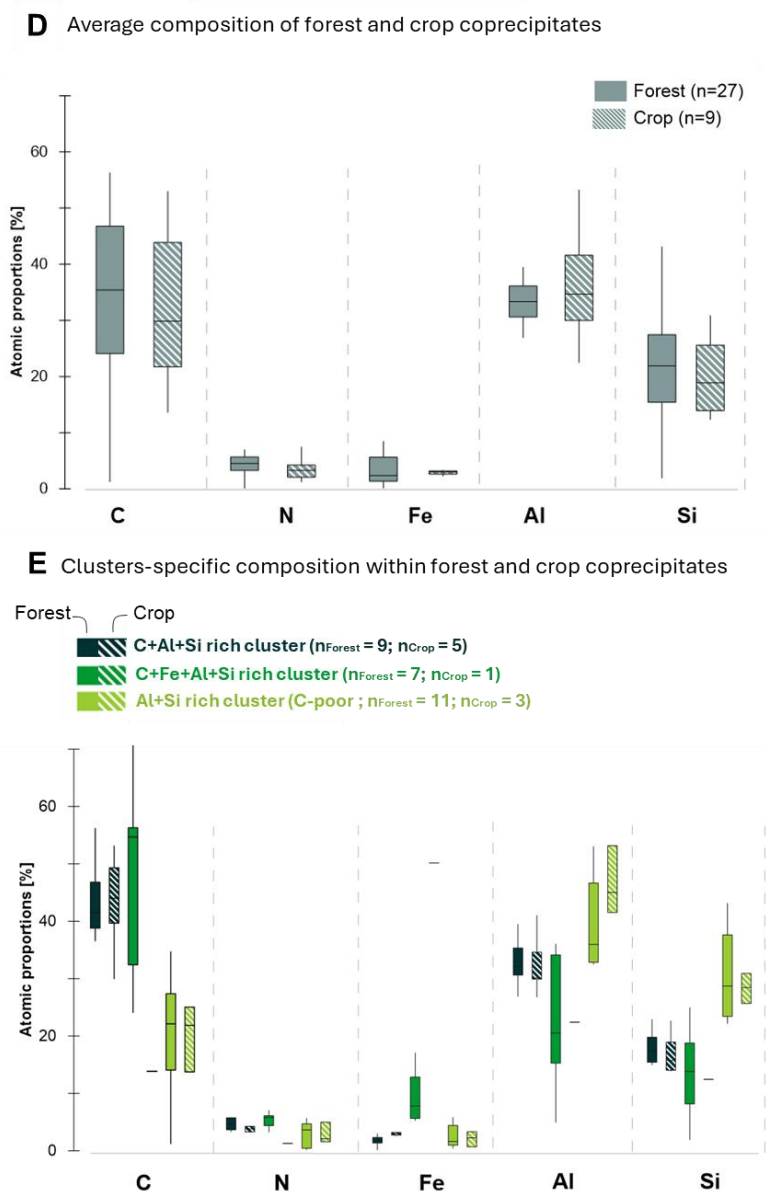 D Average composition of forest and crop coprecipitates
Forest (n=27)
Crop (n=9)
Atomic proportions [%]
60
40
20
0
C N Fe Al Si
E Clusters-specific composition within forest and crop coprecipitates
Forest Crop
C+Al+Si rich cluster (nForest = 9; nCrop = 5)
C+Fe+Al+Si rich cluster (nForest = 7; nCrop = 1)
Al+Si rich cluster (C-poor ; nForest = 11; nCrop = 3)
Atomic proportions [%]
60
40
20
0
C N Fe Al Si